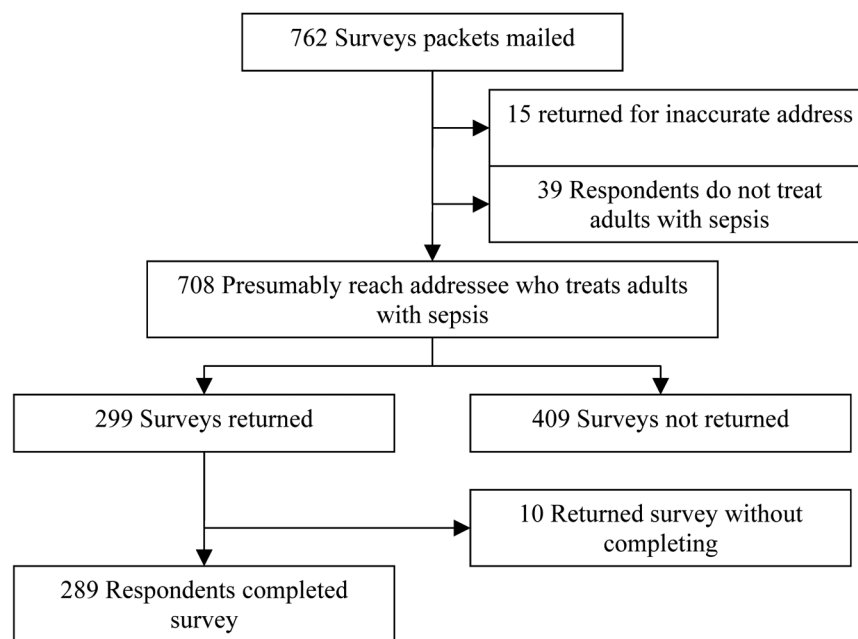 762 Surveys packets mailed
15 returned for inaccurate address
39 Respondents do not treat
adults with sepsis
708 Presumably reach addressee who treats adults
with sepsis
299 Surveys returned
409 Surveys not returned
10 Returned survey without
completing
289 Respondents completed
survey